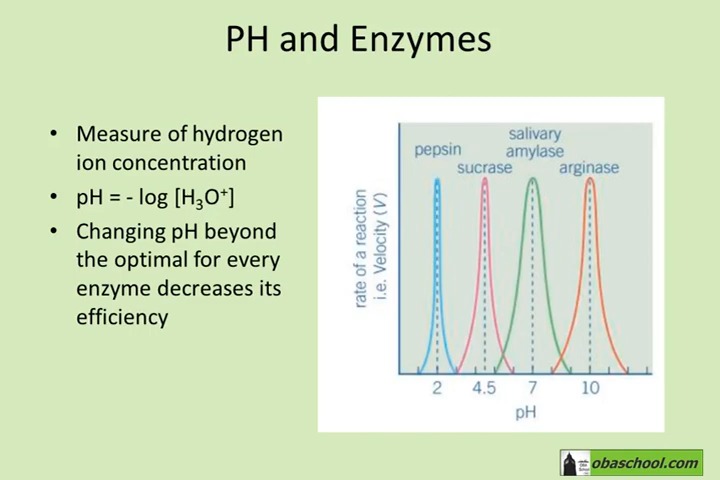 PH and Enzymes
• Measure of hydrogen
ion concentration
• pH = - log [H₃O⁺]
• Changing pH beyond
the optimal for every
enzyme decreases its
efficiency
rate of a reaction
i.e. Velocity (V)
pepsin
sucrase
salivary
amylase
arginase
2 4.5 7 10
pH
obaschool.com